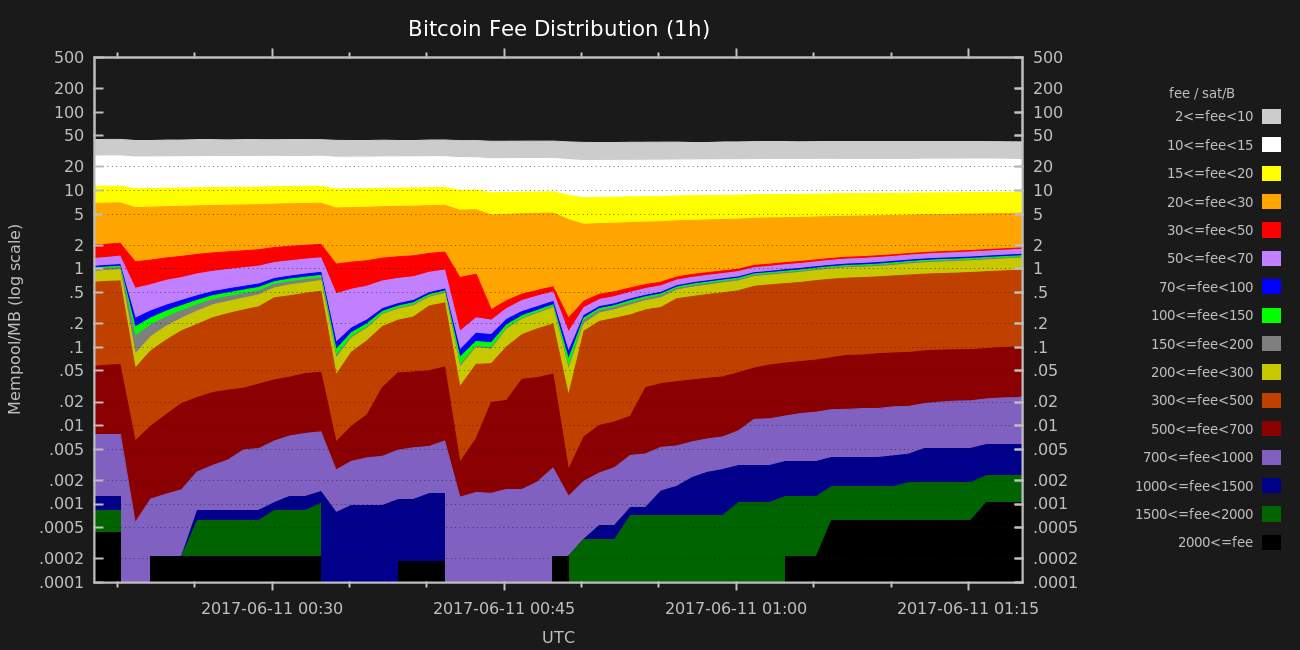 Bitcoin Fee Distribution (1h)
Mempool/MB (log scale)
500
200
100
50
20
10
5
2
1
.5
.2
.1
.05
.02
.01
.005
.002
.001
.0005
.0002
.0001
500
200
100
50
20
10
5
2
1
.5
.2
.1
.05
.02
.01
.005
.002
.001
.0005
.0002
.0001
fee / sat/B
2<=fee<10
10<=fee<15
15<=fee<20
20<=fee<30
30<=fee<50
50<=fee<70
70<=fee<100
100<=fee<150
150<=fee<200
200<=fee<300
300<=fee<500
500<=fee<700
700<=fee<1000
1000<=fee<1500
1500<=fee<2000
2000<=fee
2017-06-11 00:30
2017-06-11 00:45
2017-06-11 01:00
2017-06-11 01:15
UTC